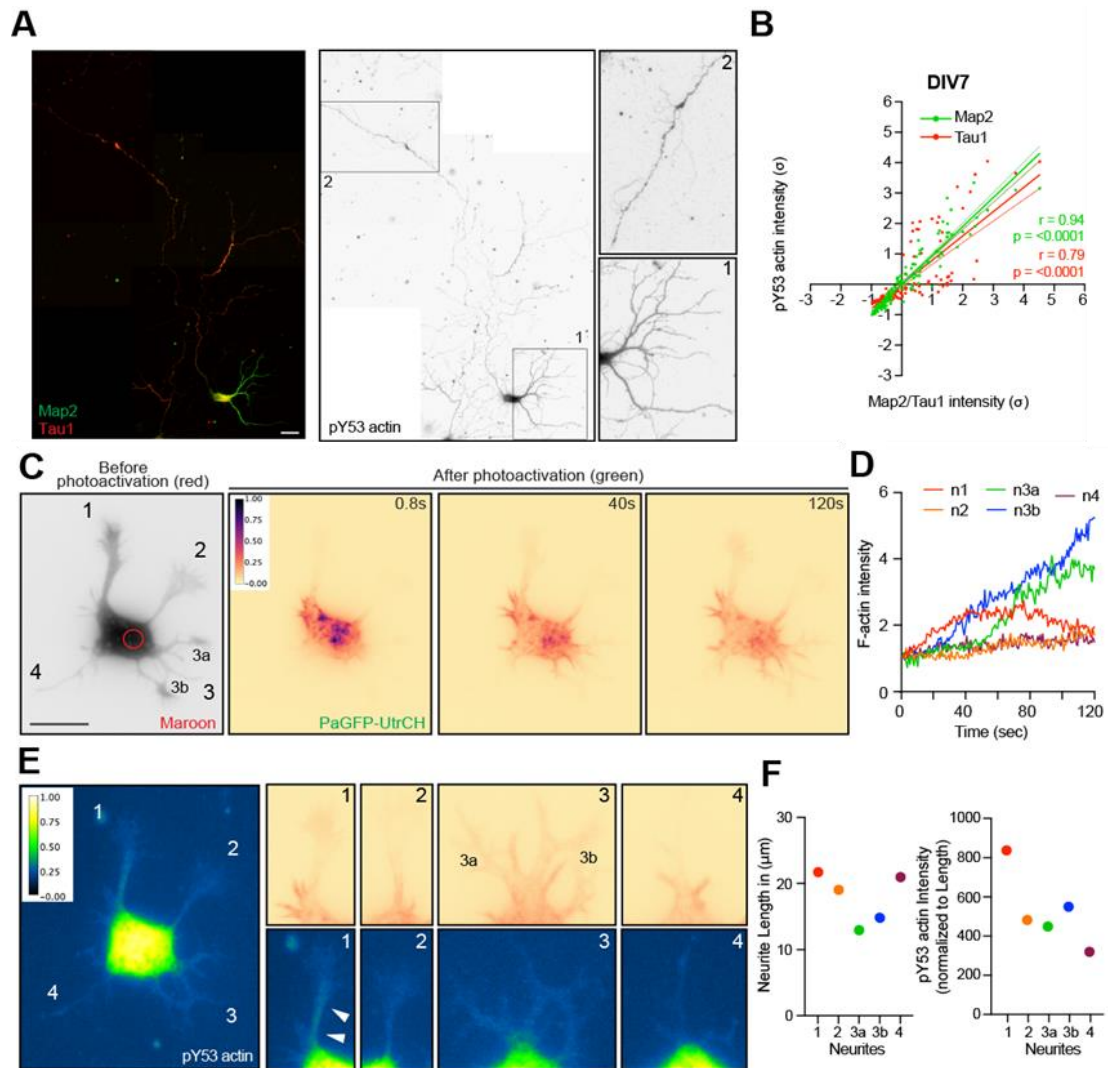 A
Map2
Tau1
2
1
pY53 actin
2
1
B
DIV7
Map2
Tau1
pY53 actin intensity (σ)
6
5
4
3
2
1
-1
-2
-3
-3 -2 -1 1 2 3 4 5 6
r = 0.94
p = <0.0001
r = 0.79
p = <0.0001
Map2/Tau1 intensity (σ)
C
Before
photoactivation (red)
After photoactivation (green)
1
2
3a
3b
3
4
Maroon
1.00
0.75
0.50
0.25
-0.00
0.8s
PaGFP-UtrCH
40s
120s
D
n1 n3a n4
n2 n3b
F-actin intensity
6
4
2
0
0 40 80 120
Time (sec)
E
1.00
0.75
0.50
0.25
-0.00
1
2
3
4
pY53 actin
1 2 3 4
3a 3b
1 2 3 4
F
Neurite Length in (μm)
30
20
10
0
1 2 3a 3b 4
Neurites
pY53 actin Intensity
(normalized to Length)
1000
800
600
400
200
0
1 2 3a 3b 4
Neurites